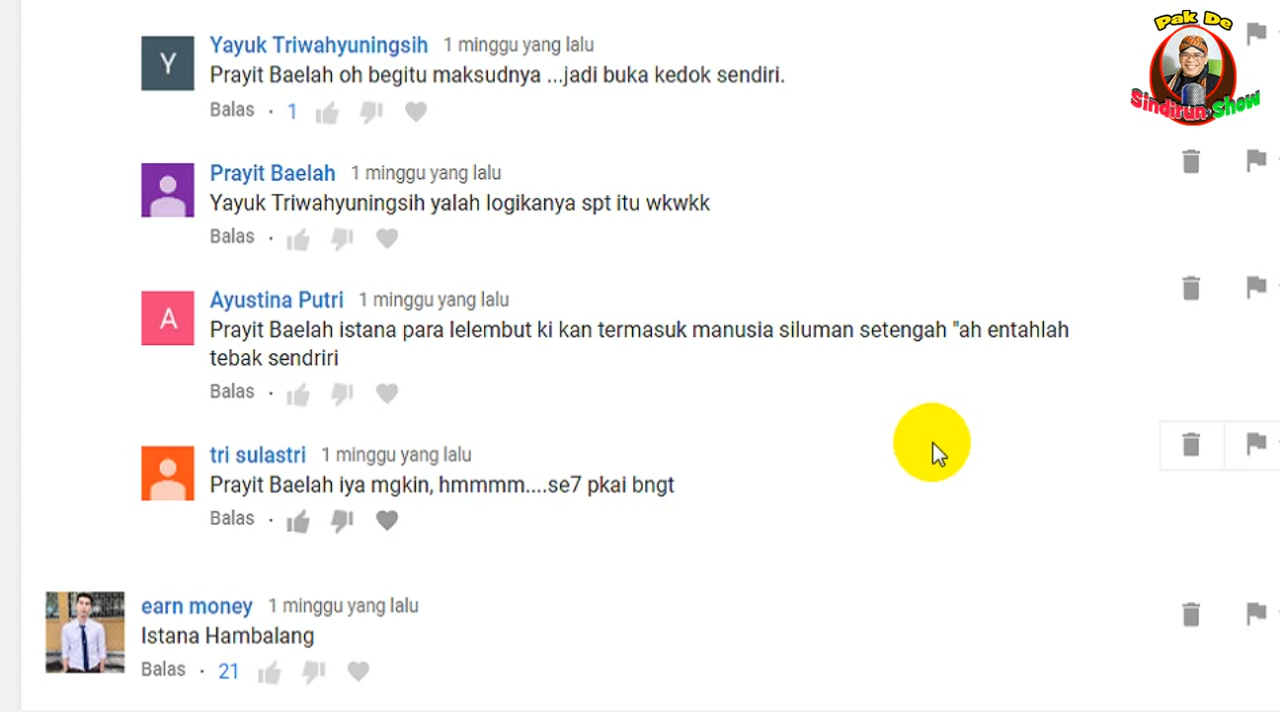 Pak De
Sindirun Show
Y
Yayuk Triwahyuningsih 1 minggu yang lalu
Prayit Baelah oh begitu maksudnya ...jadi buka kedok sendiri.
Balas · 1
Prayit Baelah 1 minggu yang lalu
Yayuk Triwahyuningsih yalah logikanya spt itu wkwkk
Balas ·
A
Ayustina Putri 1 minggu yang lalu
Prayit Baelah istana para lelembut ki kan termasuk manusia siluman setengah "ah entahlah
tebak sendriri
Balas ·
tri sulastri 1 minggu yang lalu
Prayit Baelah iya mgkin, hmmmm....se7 pkai bngt
Balas ·
earn money 1 minggu yang lalu
Istana Hambalang
Balas · 21